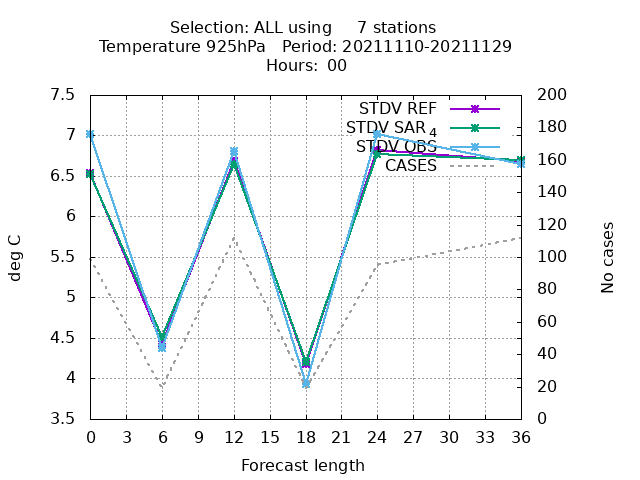 Selection: ALL using 7 stations
Temperature 925hPa Period: 20211110-20211129
Hours: 00
7.5
7
6.5
6
5.5
5
4.5
4
3.5
deg C
STDV REF
STDV SAR4
STDV OBS
CASES
200
180
160
140
120
100
80
60
40
20
0
No cases
0 3 6 9 12 15 18 21 24 27 30 33 36
Forecast length